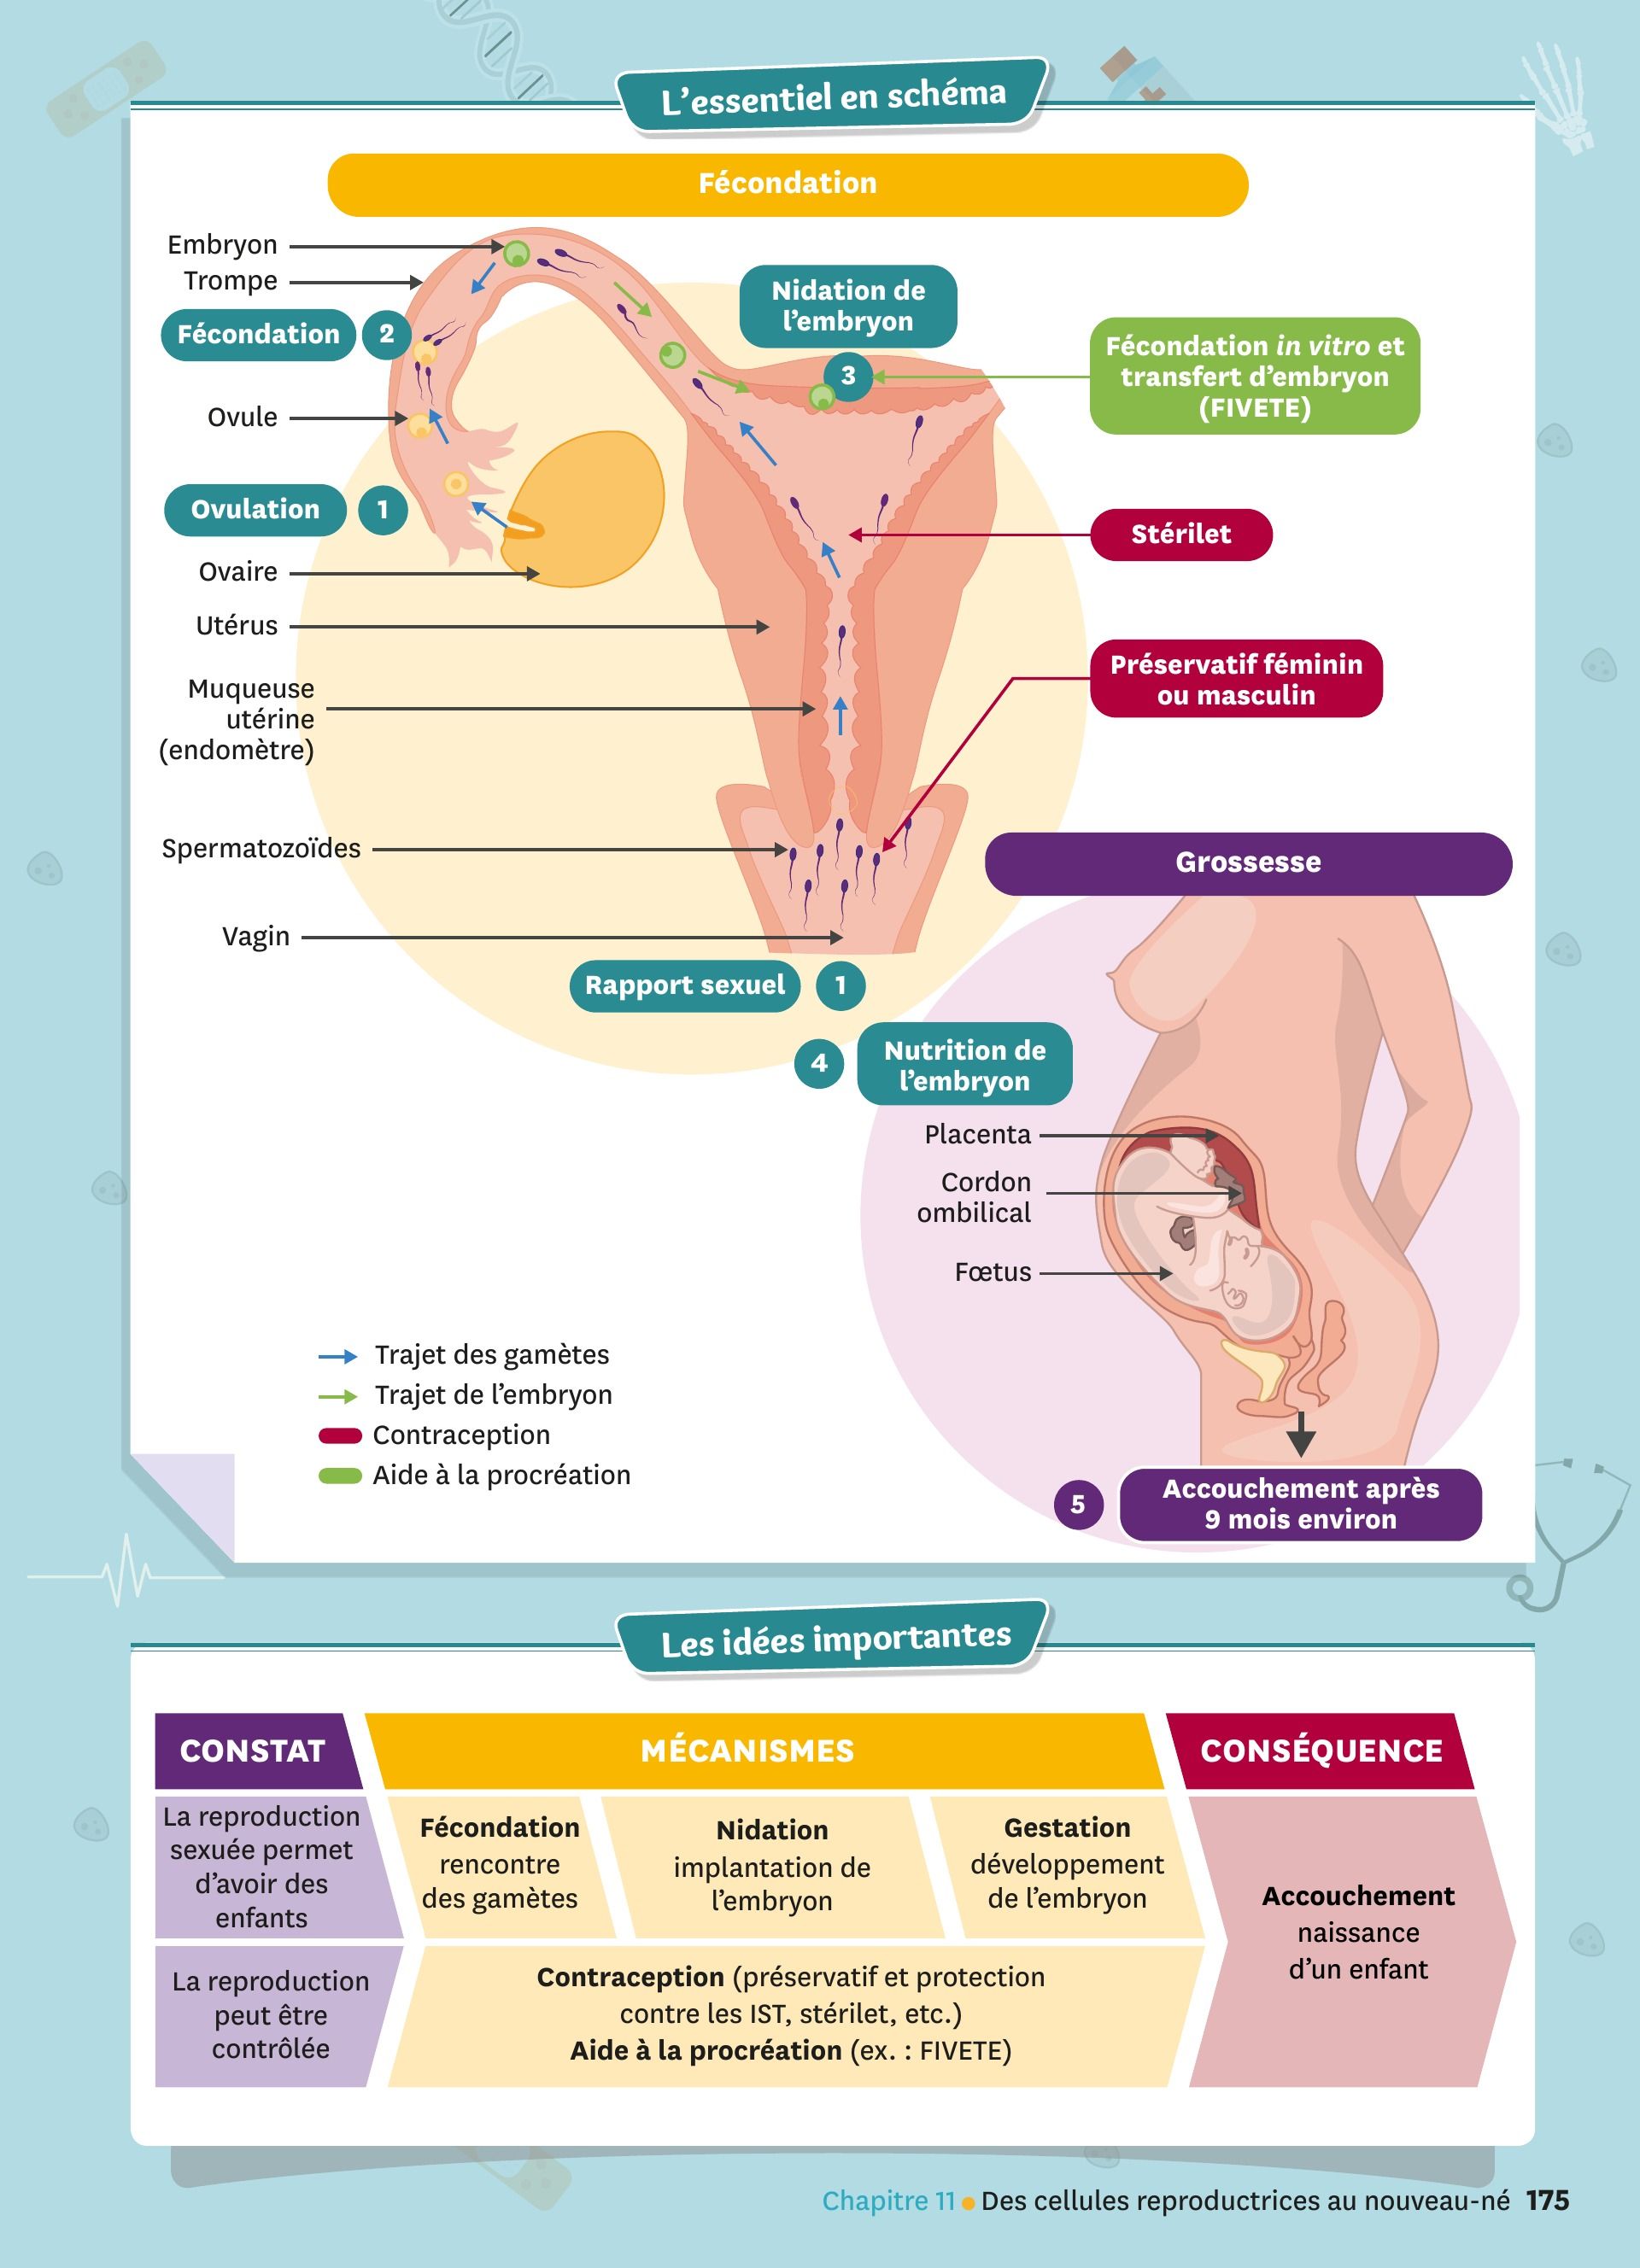 L'essentiel en schéma
Fécondation
Embryon
Trompe
Fécondation 2
Ovule
Ovulation 1
Ovaire
Utérus
Muqueuse
utérine
(endomètre)
Spermatozoïdes
Vagin
Rapport sexuel 1
Nidation de
l'embryon
3
Fécondation in vitro et
transfert d'embryon
(FIVETE)
Stérilet
Préservatif féminin
ou masculin
Grossesse
4 Nutrition de
l'embryon
Placenta
Cordon
ombilical
Fœtus
Trajet des gamètes
Trajet de l'embryon
Contraception
Aide à la procréation
5 Accouchement après
9 mois environ
Les idées importantes
CONSTAT
MÉCANISMES
CONSÉQUENCE
La reproduction
sexuée permet
d'avoir des
enfants
Fécondation
rencontre
des gamètes
Nidation
implantation de
l'embryon
Gestation
développement
de l'embryon
Accouchement
naissance
d'un enfant
La reproduction
peut être
contrôlée
Contraception (préservatif et protection
contre les IST, stérilet, etc.)
Aide à la procréation (ex. : FIVETE)
Chapitre 11 • Des cellules reproductrices au nouveau-né 175